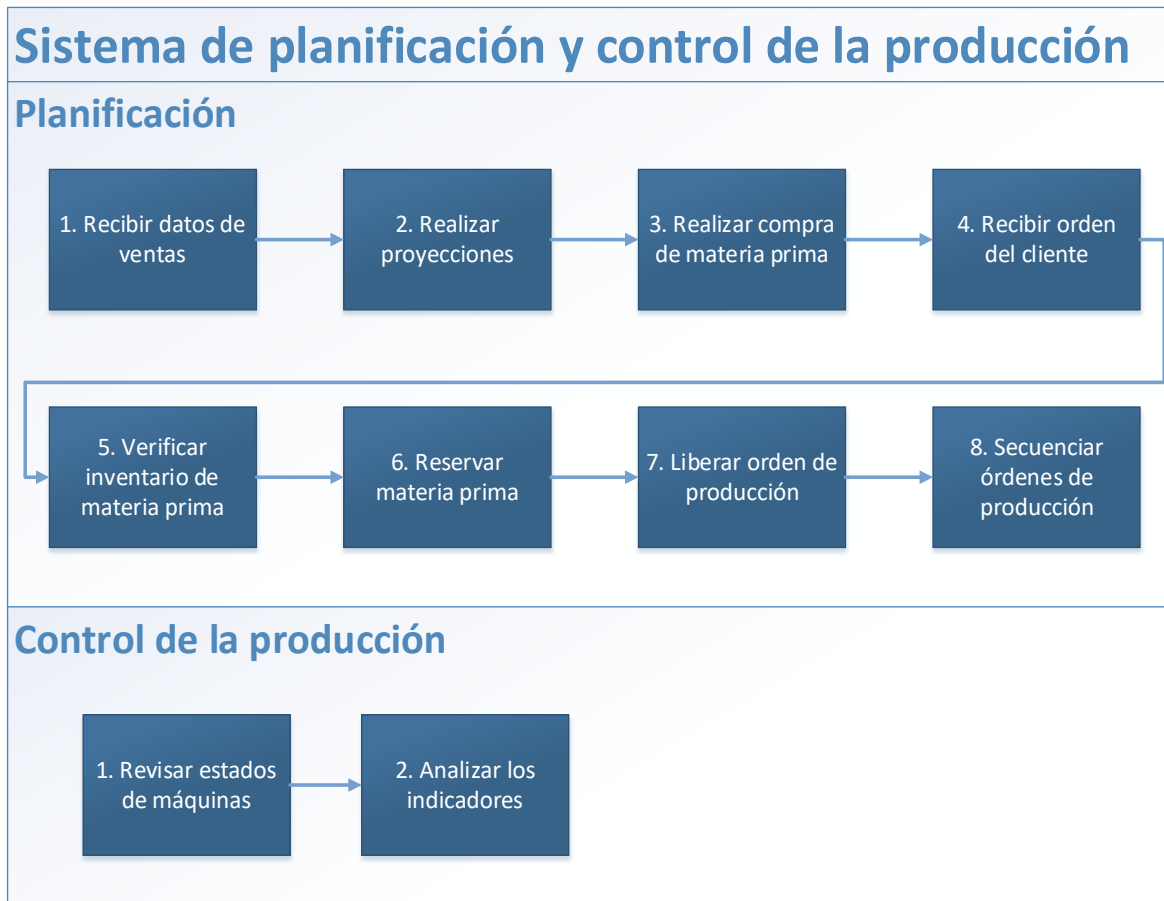 Sistema de planificación y control de la producción
Planificación
1. Recibir datos de
ventas
2. Realizar
proyecciones
3. Realizar compra
de materia prima
4. Recibir orden
del cliente
5. Verificar
inventario de
materia prima
6. Reservar
materia prima
7. Liberar orden de
producción
8. Secuenciar
órdenes de
producción
Control de la producción
1. Revisar estados
de máquinas
2. Analizar los
indicadores